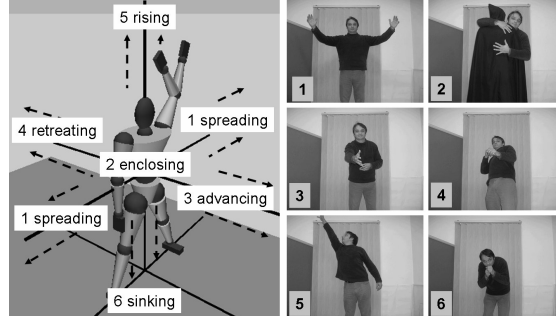 5 rising
1 spreading
4 retreating
2 enclosing
3 advancing
1 spreading
6 sinking
1
2
3
4
5
6